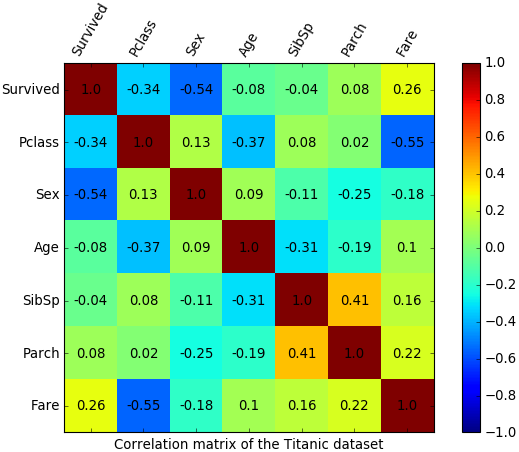 Survived Pclass Sex Age SibSp Parch Fare
Survived 1.0 -0.34 -0.54 -0.08 -0.04 0.08 0.26
Pclass -0.34 1.0 0.13 -0.37 0.08 0.02 -0.55
Sex -0.54 0.13 1.0 0.09 -0.11 -0.25 -0.18
Age -0.08 -0.37 0.09 1.0 -0.31 -0.19 0.1
SibSp -0.04 0.08 -0.11 -0.31 1.0 0.41 0.16
Parch 0.08 0.02 -0.25 -0.19 0.41 1.0 0.22
Fare 0.26 -0.55 -0.18 0.1 0.16 0.22 1.0
Correlation matrix of the Titanic dataset
1.0
0.8
0.6
0.4
0.2
0.0
−0.2
−0.4
−0.6
−0.8
−1.0